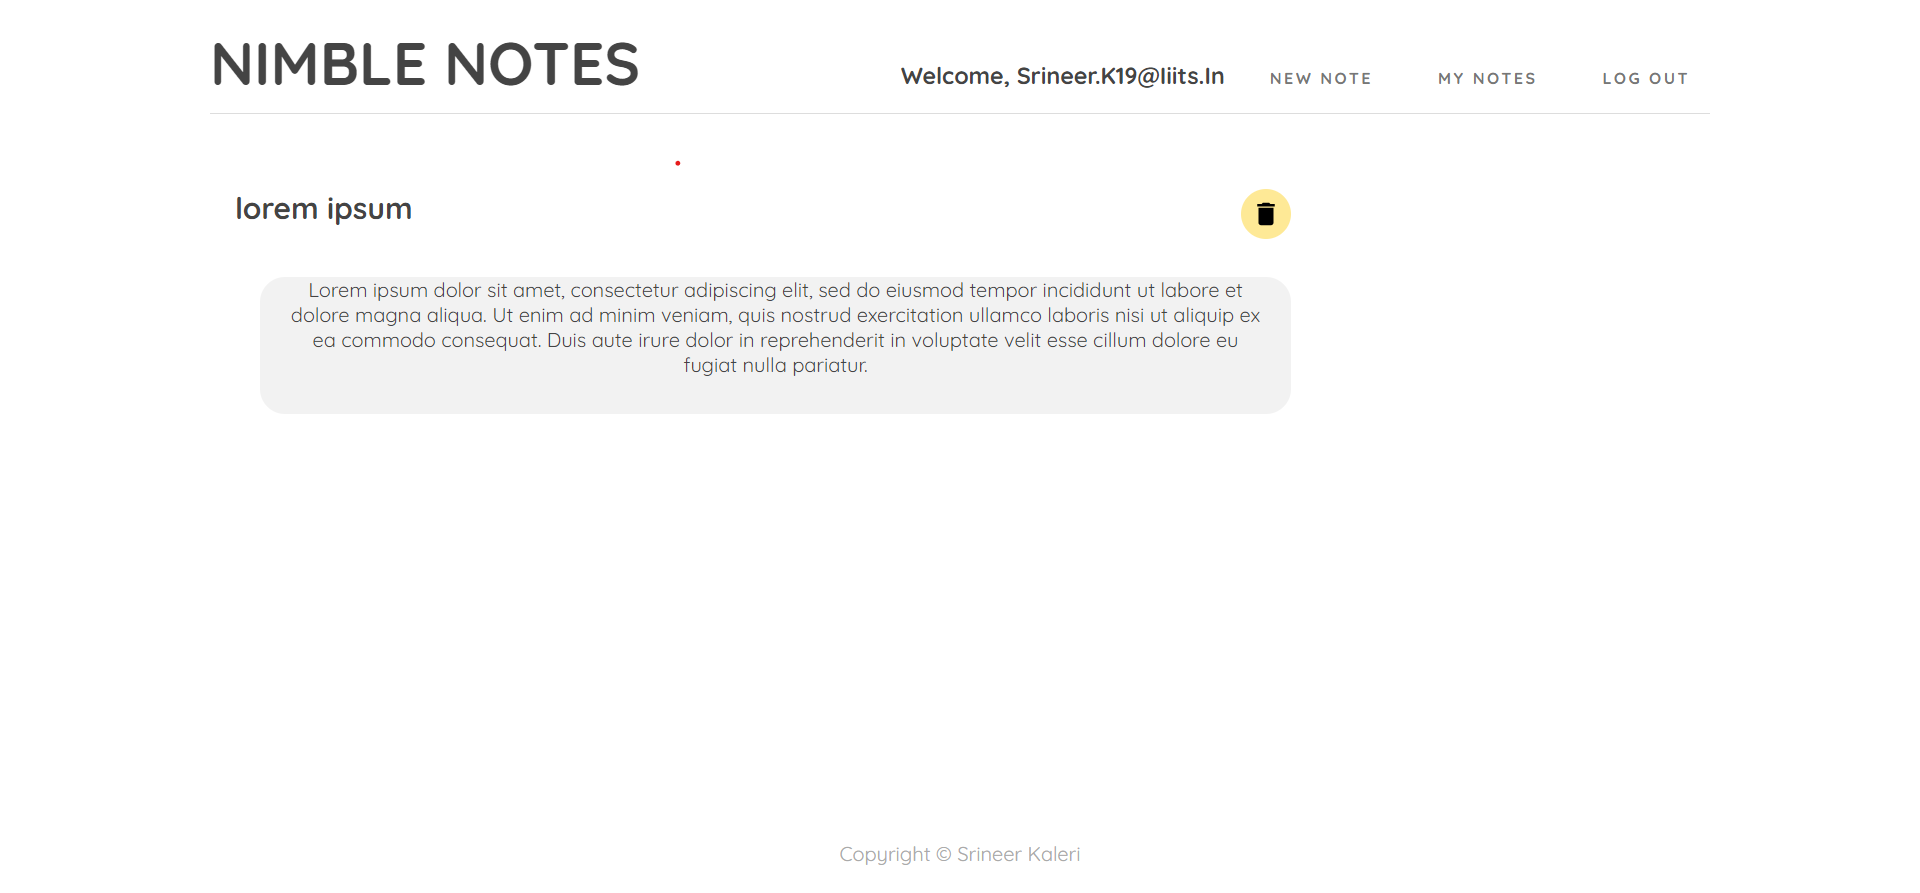 NIMBLE NOTES
Welcome, Srineer.K19@Iiits.In
NEW NOTE
MY NOTES
LOG OUT
lorem ipsum
Lorem ipsum dolor sit amet, consectetur adipiscing elit, sed do eiusmod tempor incididunt ut labore et
dolore magna aliqua. Ut enim ad minim veniam, quis nostrud exercitation ullamco laboris nisi ut aliquip ex
ea commodo consequat. Duis aute irure dolor in reprehenderit in voluptate velit esse cillum dolore eu
fugiat nulla pariatur.
Copyright © Srineer Kaleri